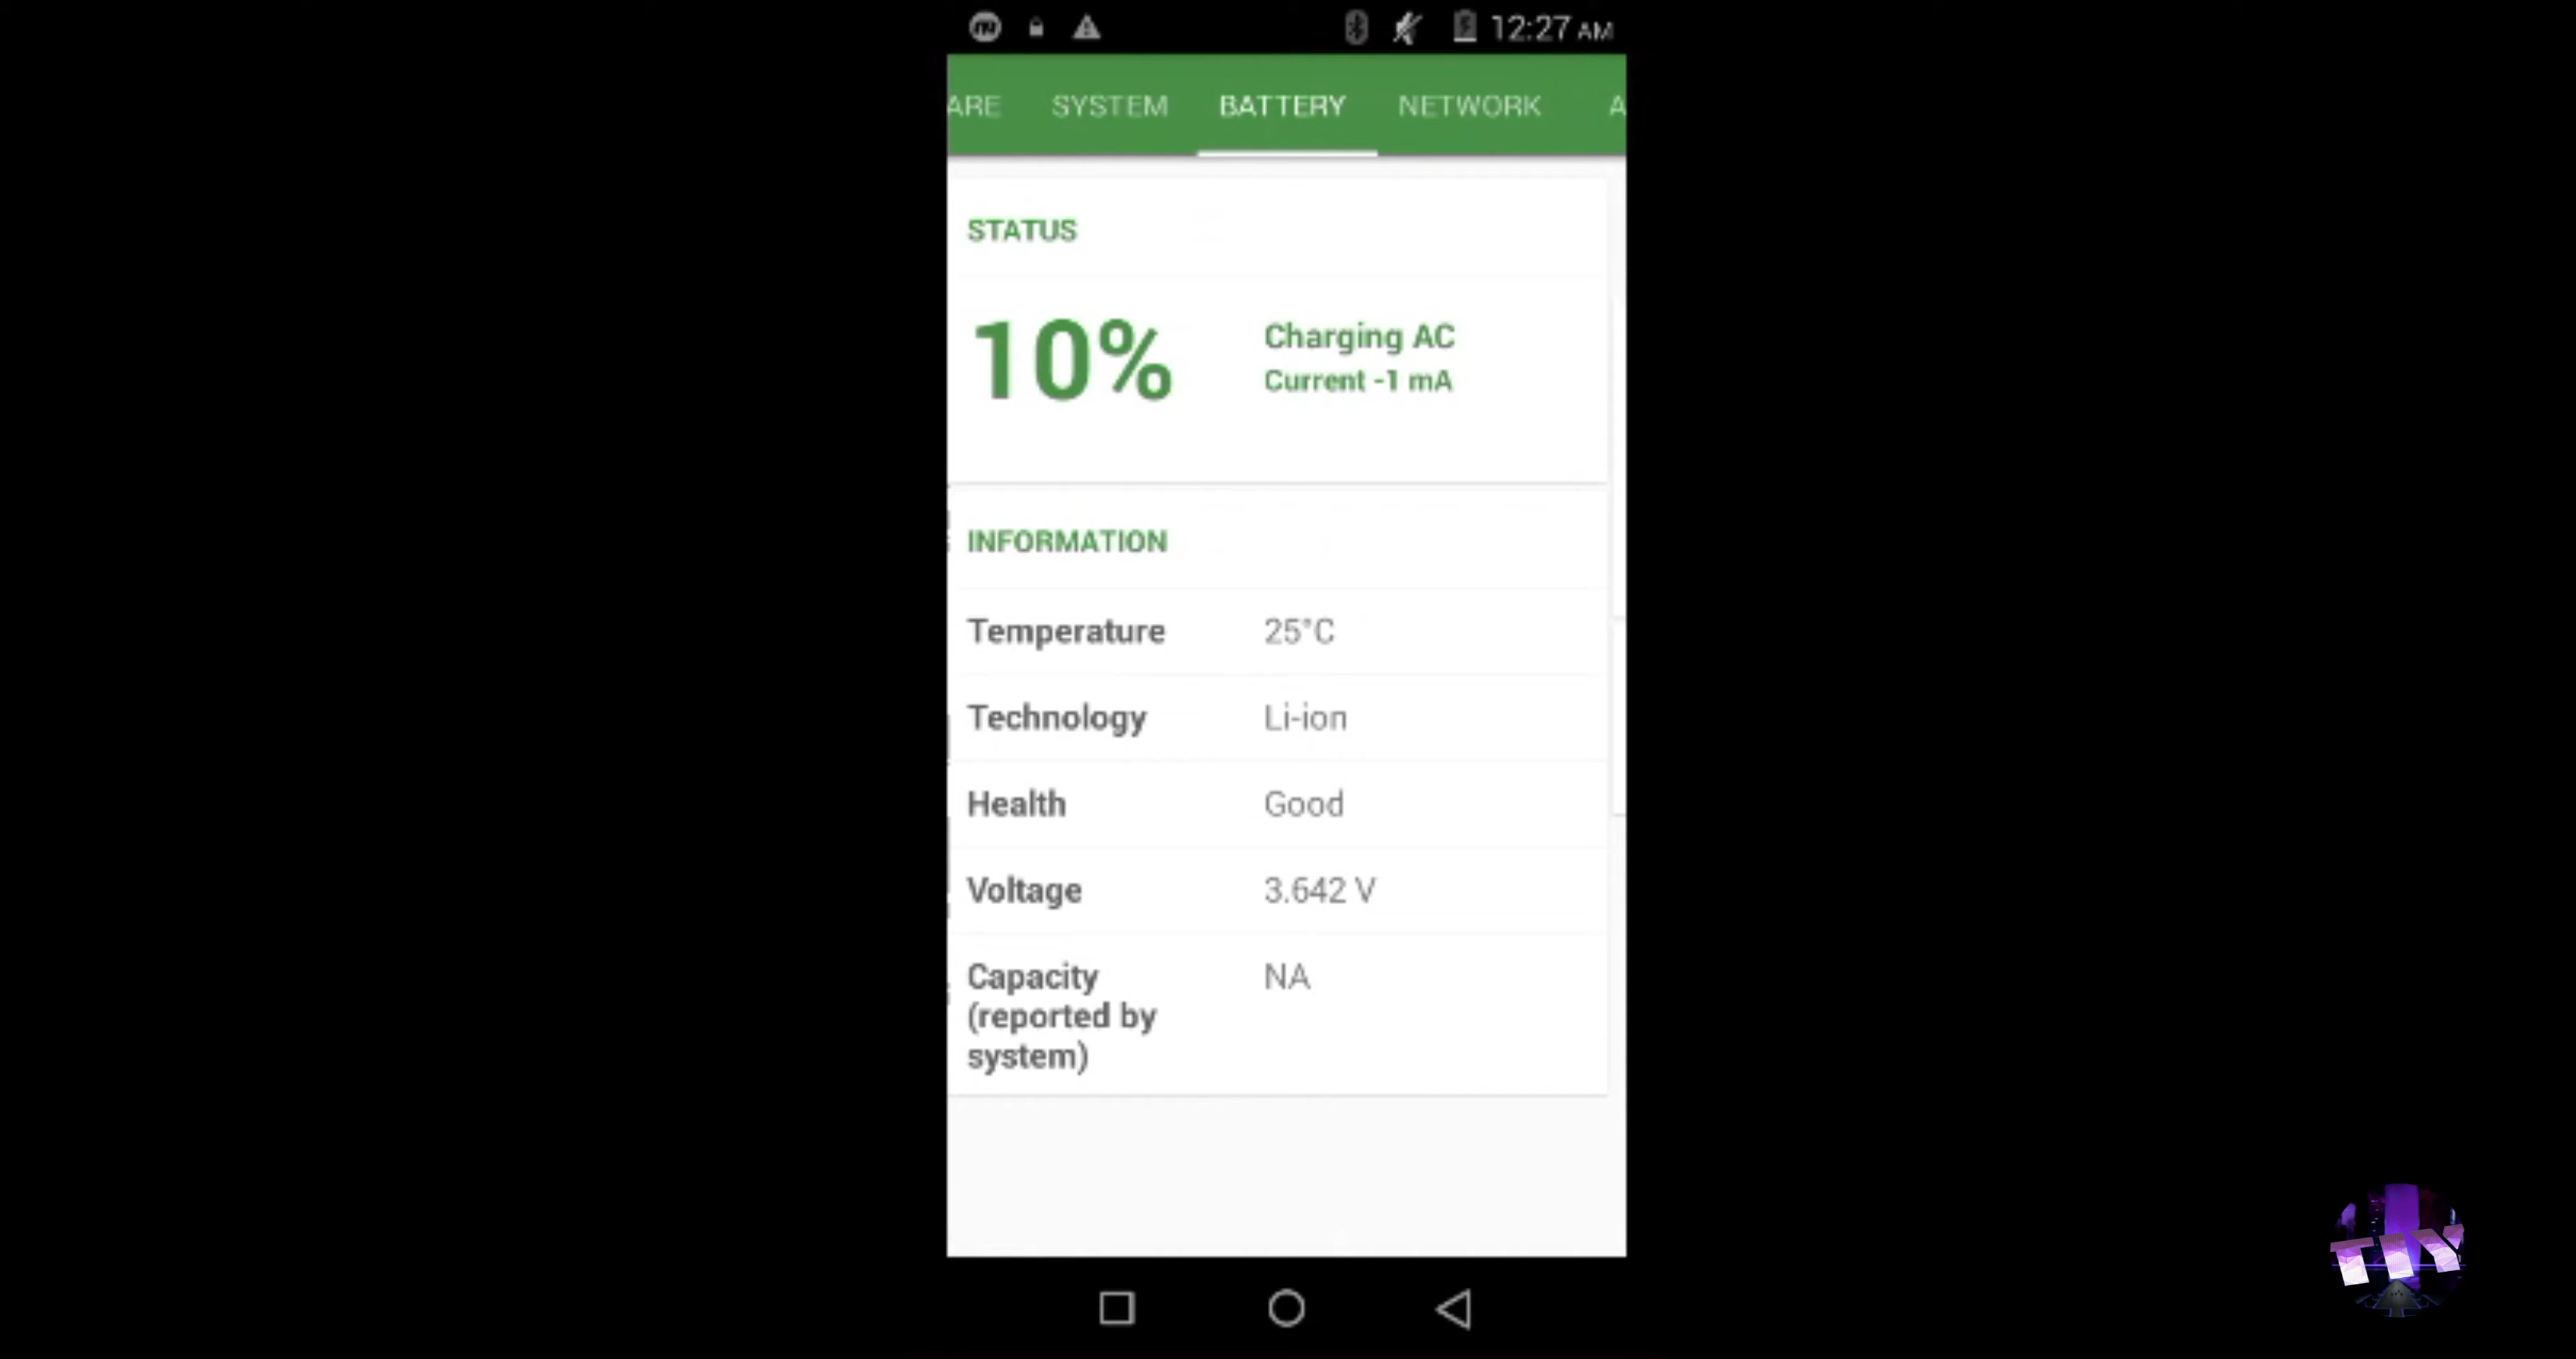 12:27 AM
ARE SYSTEM BATTERY NETWORK A
STATUS
10%
Charging AC
Current -1 mA
INFORMATION
Temperature 25°C
Technology Li-ion
Health Good
Voltage 3.642 V
Capacity NA
(reported by
system)